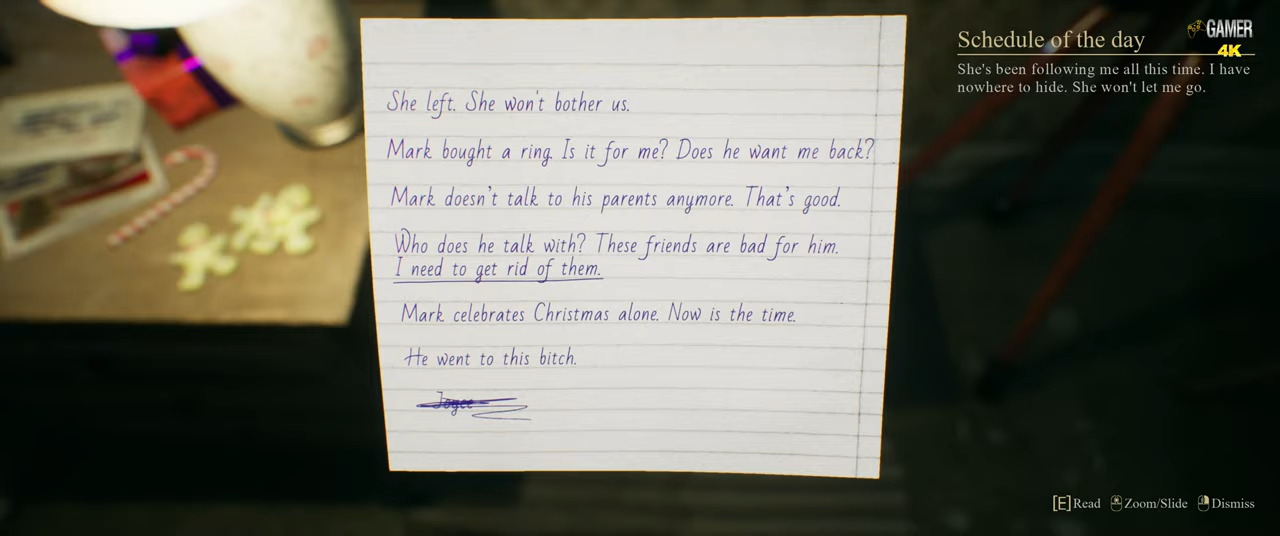 She left. She won't bother us.
Mark bought a ring. Is it for me? Does he want me back?
Mark doesn't talk to his parents anymore. That's good.
Who does he talk with? These friends are bad for him.
I need to get rid of them.
Mark celebrates Christmas alone. Now is the time.
He went to this bitch.
Joyce
Schedule of the day
She's been following me all this time. I have
nowhere to hide. She won't let me go.
GAMER
4K
[E] Read Zoom/Slide Dismiss